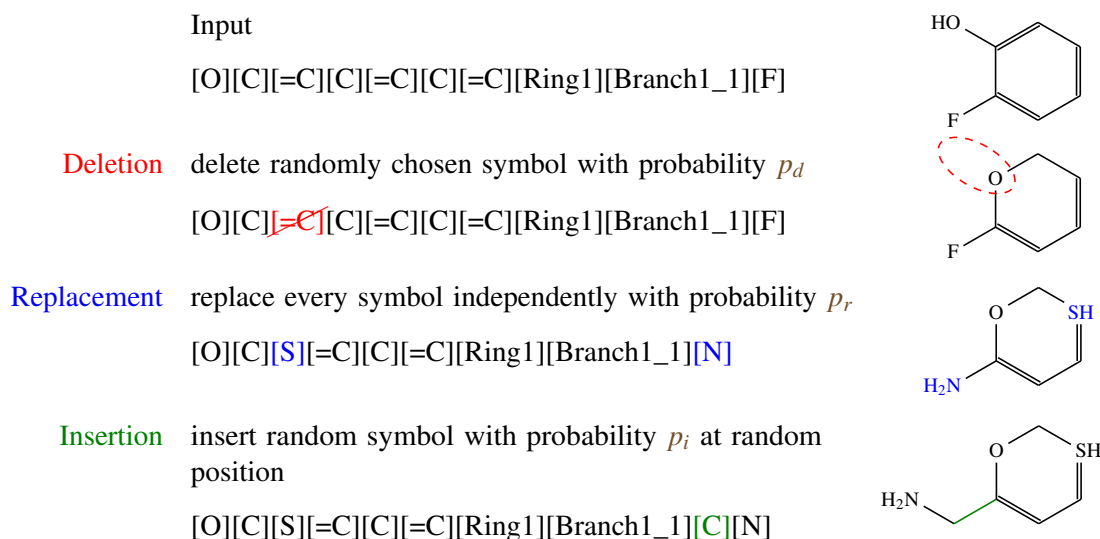 Input
HO
[O][C][=C][C][=C][C][=C][Ring1][Branch1_1][F]
F
Deletion delete randomly chosen symbol with probability p_d
O
[O][C][=C][C][=C][C][=C][Ring1][Branch1_1][F]
F
Replacement replace every symbol independently with probability p_r
O SH
[O][C][S][=C][C][=C][Ring1][Branch1_1][N]
H₂N
Insertion insert random symbol with probability p_i at random
position
O SH
H₂N
[O][C][S][=C][C][=C][Ring1][Branch1_1][C][N]